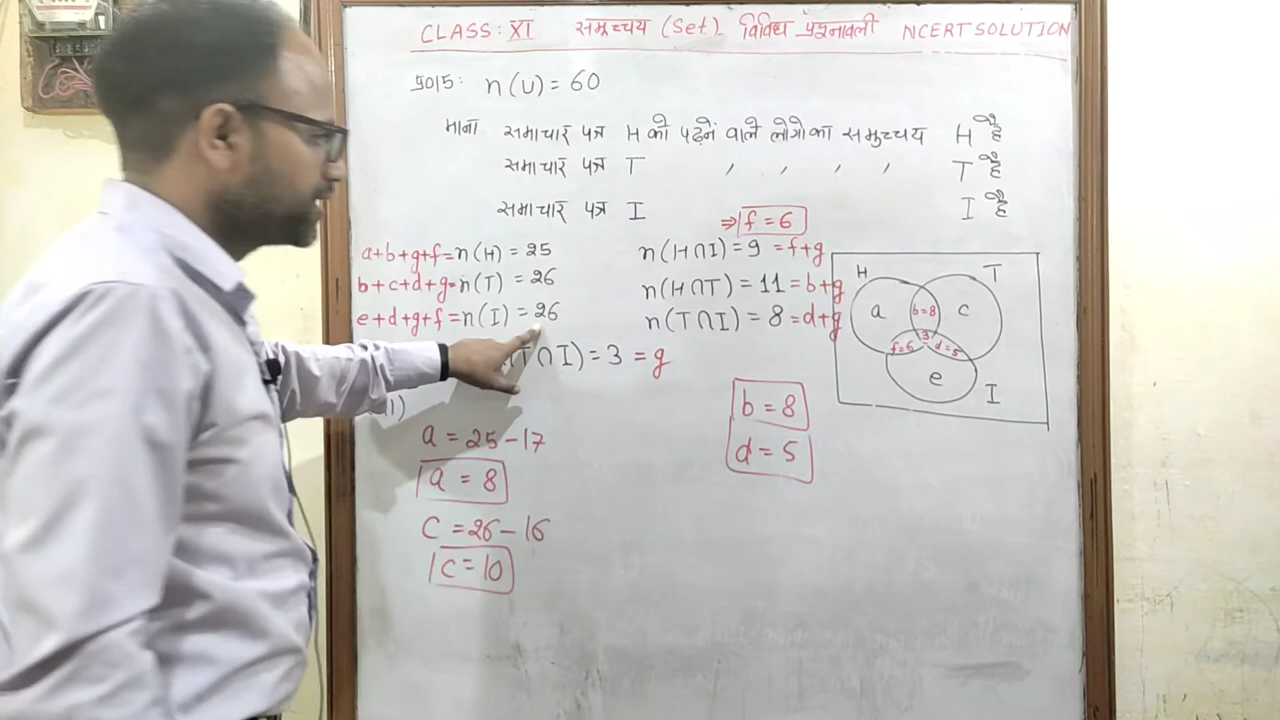 CLASS: XI समुच्चय (Set) विविध प्रश्नावली NCERT SOLUTION
प्र015: n(U) = 60
माना समाचार पत्र H को पढ़नें वाले लोगो का समुच्चय H है
समाचार पत्र T , , , , T है
समाचार पत्र I I है
⇒ f = 6
a+b+g+f = n(H) = 25
b+c+d+g = n(T) = 26
e+d+g+f = n(I) = 26
n(H∩I) = 9 = f+g
n(H∩T) = 11 = b+g
n(T∩I) = 8 = d+g
T∩I) = 3 = g
1)
a = 25 - 17
a = 8
C = 26 - 16
C = 10
b = 8
d = 5
H T
a b=8 c
3
f=6 d=5
e I